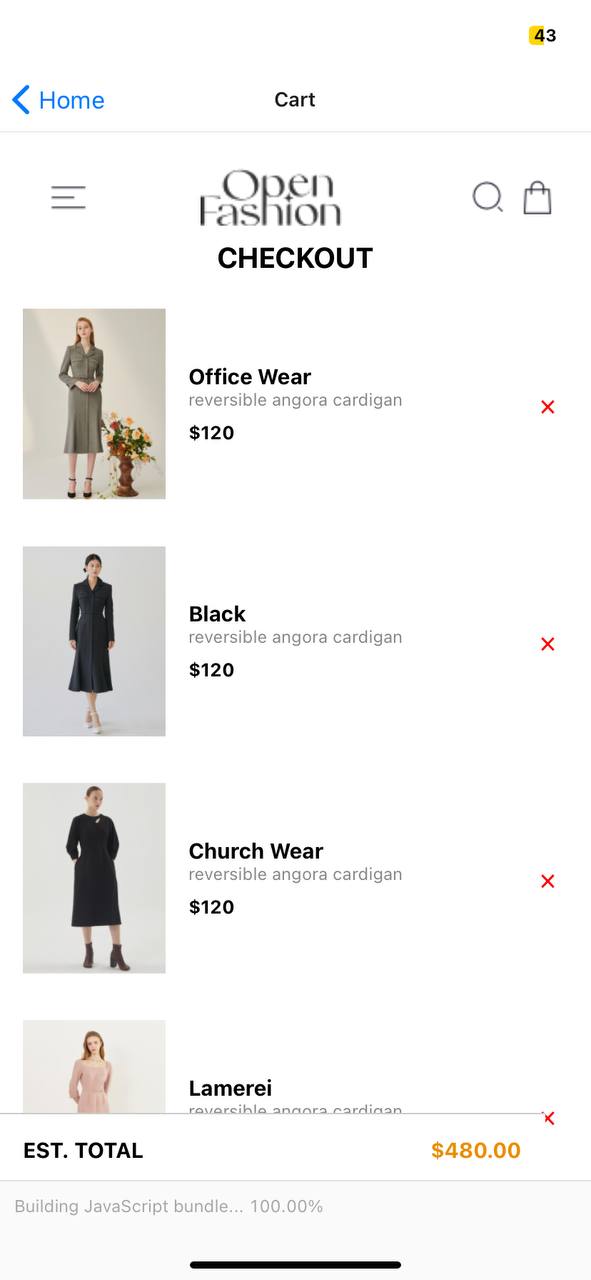 43
Home
Cart
Open
Fashion
CHECKOUT
Office Wear
reversible angora cardigan
$120
Black
reversible angora cardigan
$120
Church Wear
reversible angora cardigan
$120
Lamerei
reversible angora cardigan
EST. TOTAL $480.00
Building JavaScript bundle... 100.00%